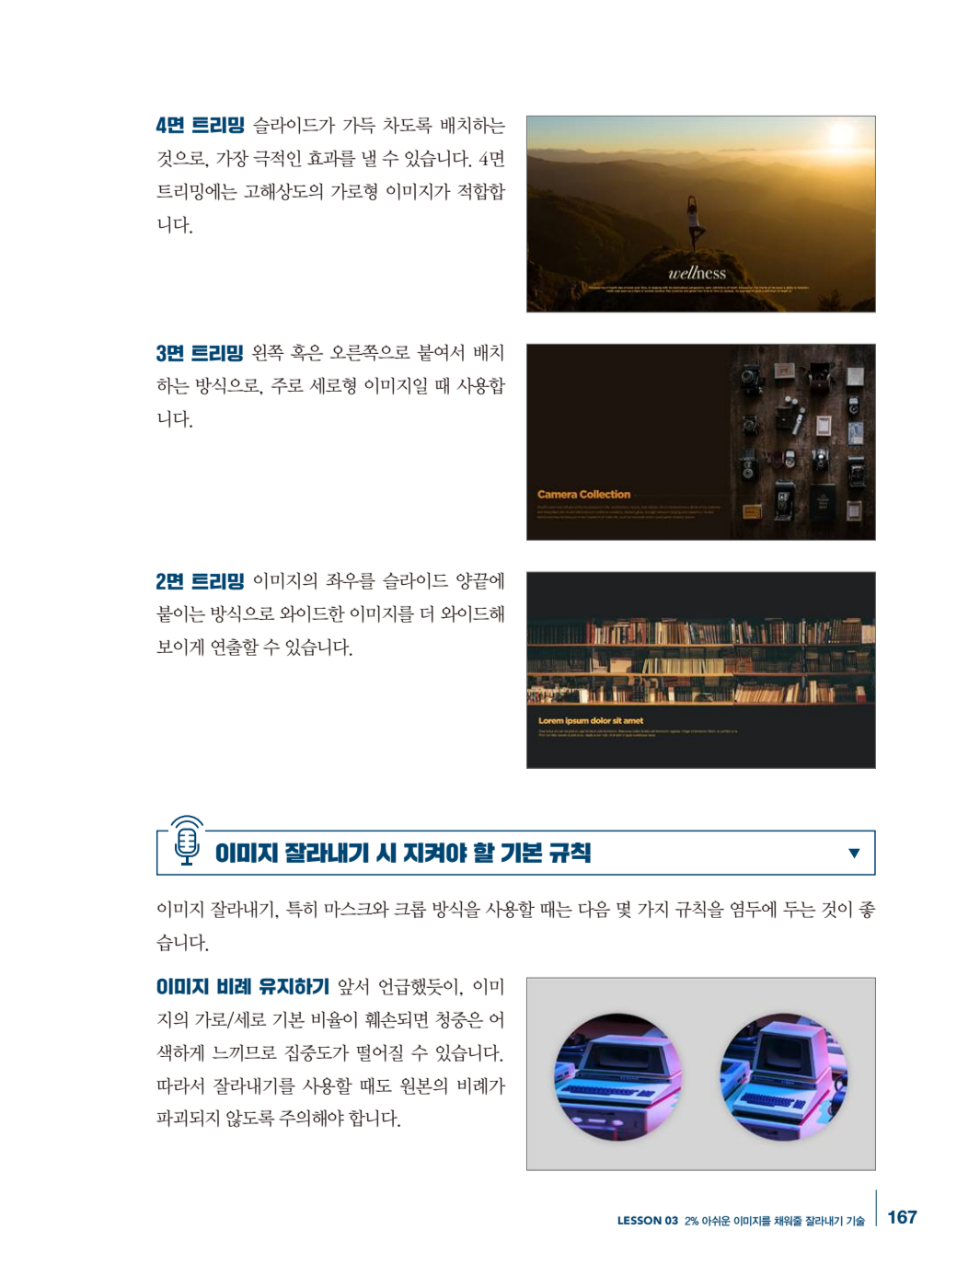 4면 트리밍 슬라이드가 가득 차도록 배치하는
것으로, 가장 극적인 효과를 낼 수 있습니다. 4면
트리밍에는 고해상도의 가로형 이미지가 적합합
니다.
wellness
3면 트리밍 왼쪽 혹은 오른쪽으로 붙여서 배치
하는 방식으로, 주로 세로형 이미지일 때 사용합
니다.
Camera Collection
2면 트리밍 이미지의 좌우를 슬라이드 양끝에
붙이는 방식으로 와이드한 이미지를 더 와이드해
보이게 연출할 수 있습니다.
Lorem ipsum dolor sit amet
이미지 잘라내기 시 지켜야 할 기본 규칙
이미지 잘라내기, 특히 마스크와 크롭 방식을 사용할 때는 다음 몇 가지 규칙을 염두에 두는 것이 좋
습니다.
이미지 비례 유지하기 앞서 언급했듯이, 이미
지의 가로/세로 기본 비율이 훼손되면 청중은 어
색하게 느끼므로 집중도가 떨어질 수 있습니다.
따라서 잘라내기를 사용할 때도 원본의 비례가
파괴되지 않도록 주의해야 합니다.
LESSON 03 2% 아쉬운 이미지를 채워줄 잘라내기 기술
167